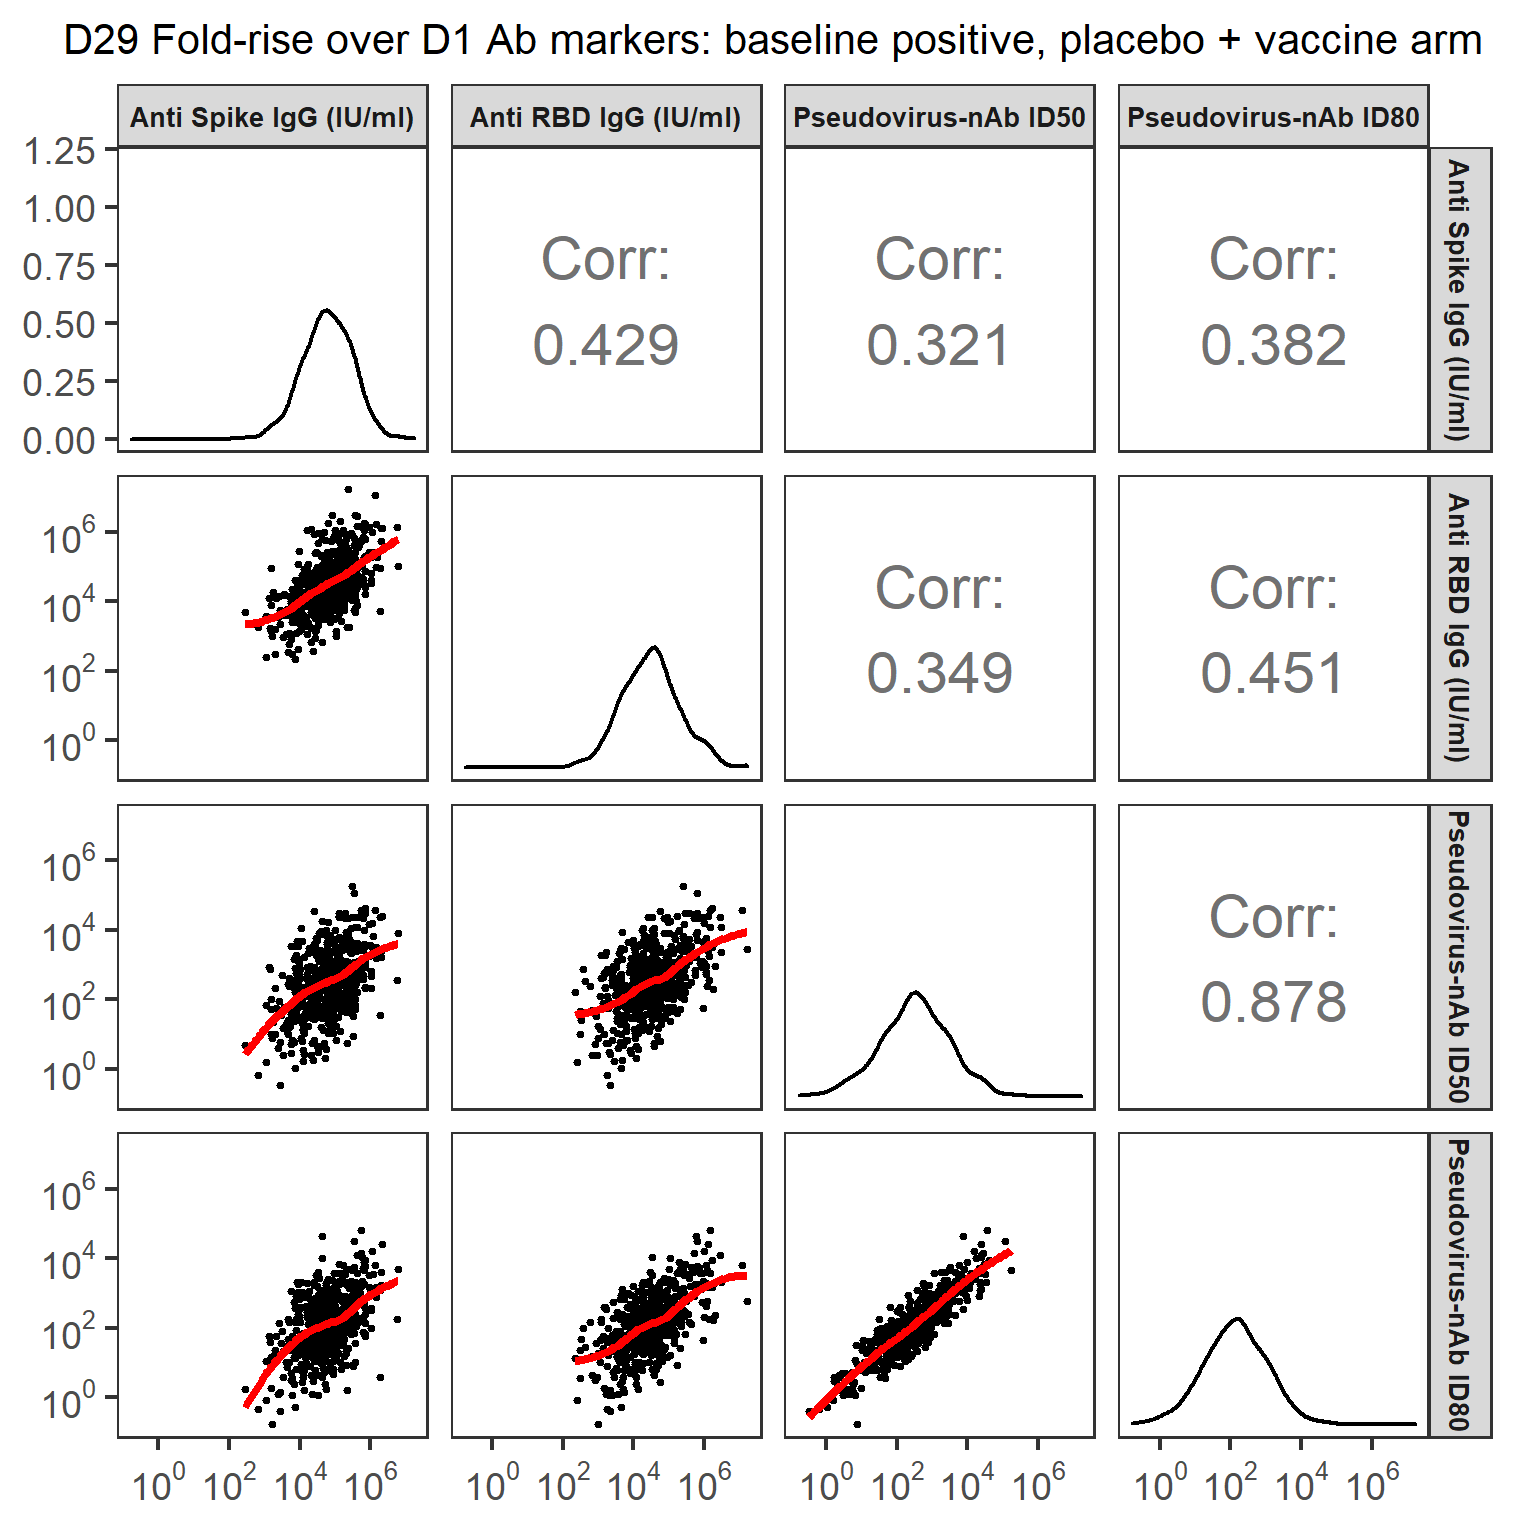 D29 Fold-rise over D1 Ab markers: baseline positive, placebo + vaccine arm
Anti Spike IgG (IU/ml)
Anti RBD IgG (IU/ml)
Pseudovirus-nAb ID50
Pseudovirus-nAb ID80
1.25
1.00
0.75
0.50
0.25
0.00
Corr:
0.429
Corr:
0.321
Corr:
0.382
Anti Spike IgG (IU/ml)
10^6
10^4
10^2
10^0
Corr:
0.349
Corr:
0.451
Anti RBD IgG (IU/ml)
10^6
10^4
10^2
10^0
Corr:
0.878
Pseudovirus-nAb ID50
10^6
10^4
10^2
10^0
Pseudovirus-nAb ID80
10^0 10^2 10^4 10^6
10^0 10^2 10^4 10^6
10^0 10^2 10^4 10^6
10^0 10^2 10^4 10^6